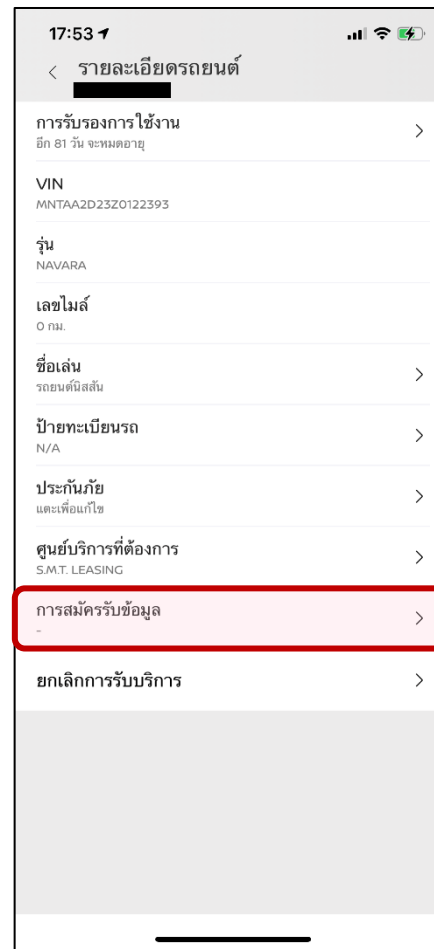 17:53
รายละเอียดรถยนต์
การรับรองการใช้งาน
อีก 81 วัน จะหมดอายุ
VIN
MNTAA2D23Z0122393
รุ่น
NAVARA
เลขไมล์
0 กม.
ชื่อเล่น
รถยนต์นิสสัน
ป้ายทะเบียนรถ
N/A
ประกันภัย
แตะเพื่อแก้ไข
ศูนย์บริการที่ต้องการ
S.M.T. LEASING
การสมัครรับข้อมูล
-
ยกเลิกการรับบริการ